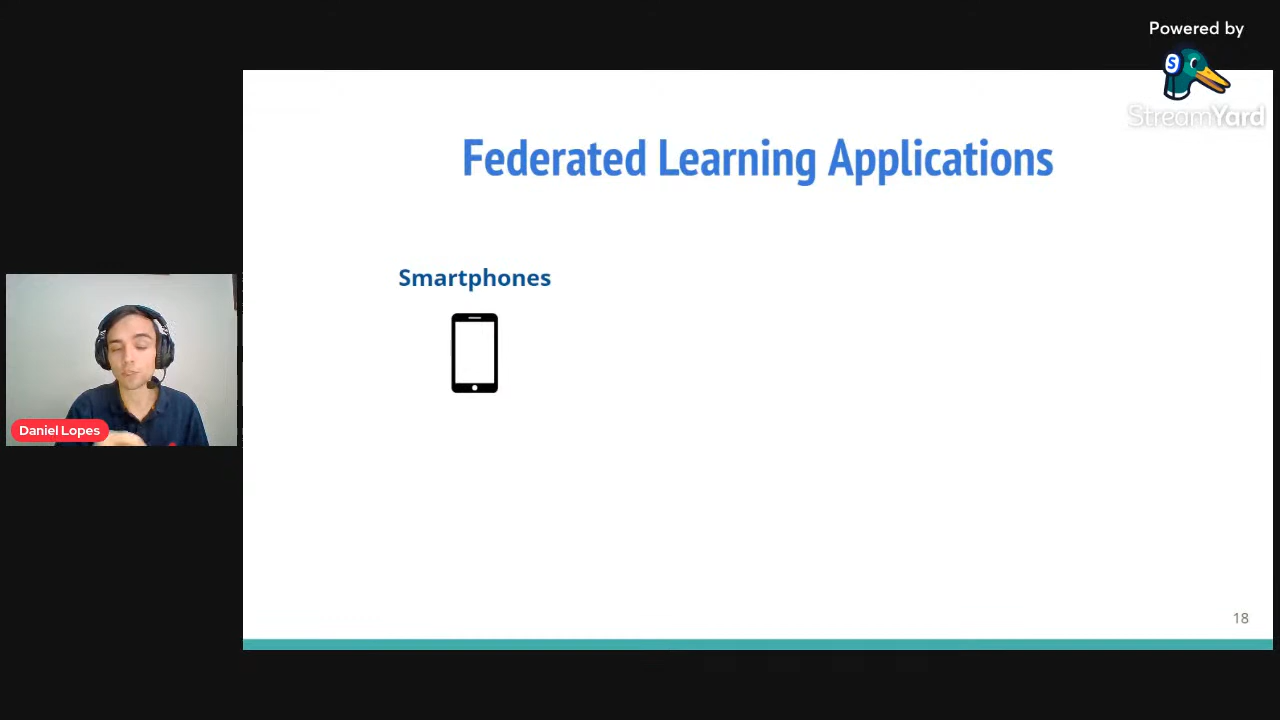 Powered by
StreamYard
Federated Learning Applications
Smartphones
Daniel Lopes
18